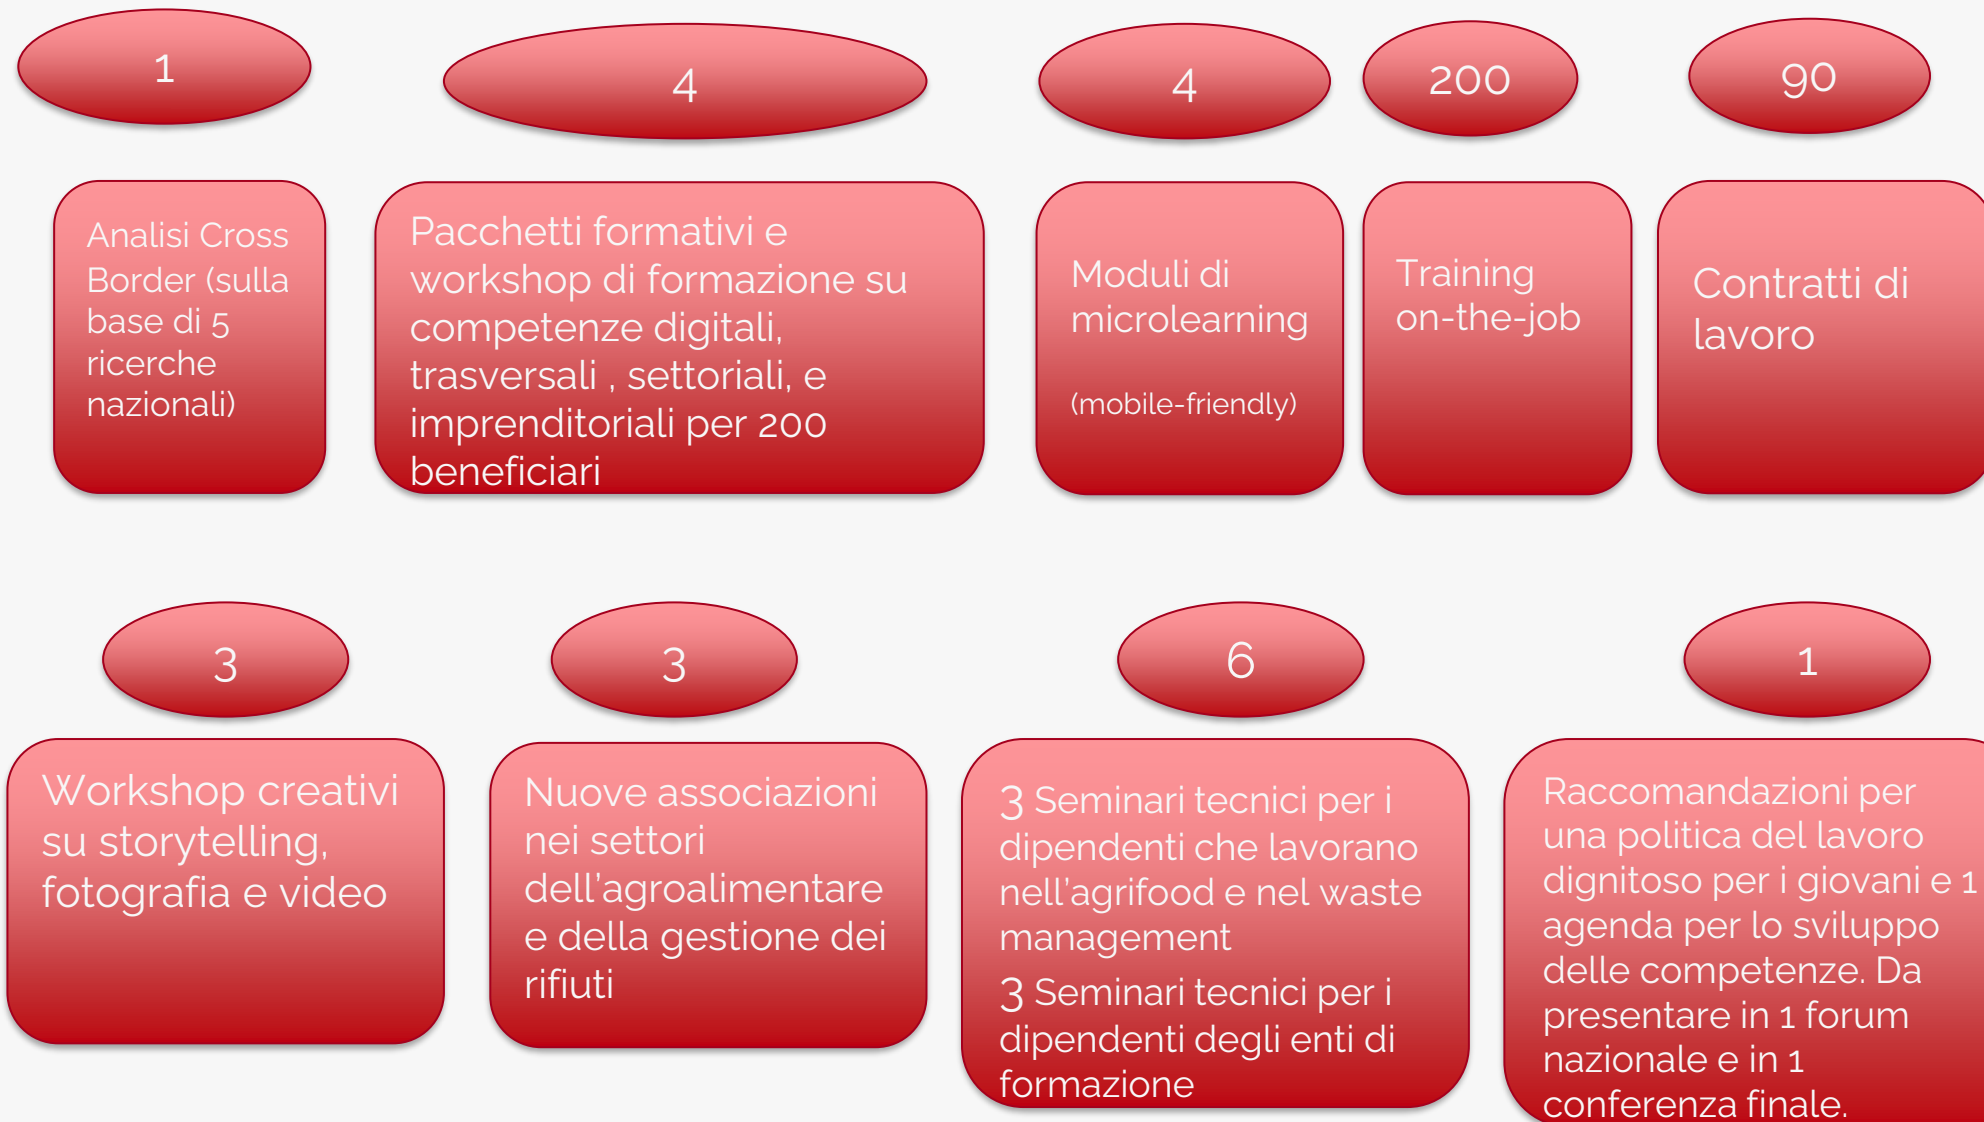 1
4
4
200
90
Analisi Cross
Border (sulla
base di 5
ricerche
nazionali)
Pacchetti formativi e
workshop di formazione su
competenze digitali,
trasversali , settoriali, e
imprenditoriali per 200
beneficiari
Moduli di
microlearning
(mobile-friendly)
Training
on-the-job
Contratti di
lavoro
3
3
6
1
Workshop creativi
su storytelling,
fotografia e video
Nuove associazioni
nei settori
dell'agroalimentare
e della gestione dei
rifiuti
3 Seminari tecnici per i
dipendenti che lavorano
nell'agrifood e nel waste
management
3 Seminari tecnici per i
dipendenti degli enti di
formazione
Raccomandazioni per
una politica del lavoro
dignitoso per i giovani e 1
agenda per lo sviluppo
delle competenze. Da
presentare in 1 forum
nazionale e in 1
conferenza finale.